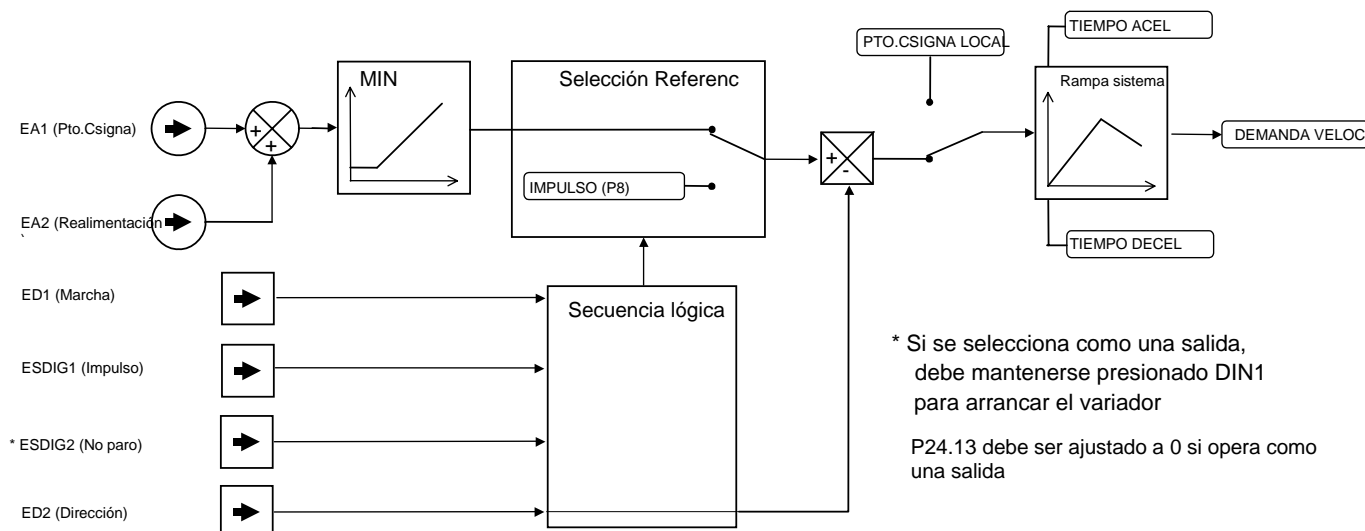 TIEMPO ACEL
PTO.CSIGNA LOCAL
MIN
Selección Referenc
Rampa sistema
EA1 (Pto.Csigna)
+
+
+
-
DEMANDA VELOC
IMPULSO (P8)
EA2 (Realimentación
TIEMPO DECEL
ED1 (Marcha)
Secuencia lógica
ESDIG1 (Impulso)
* ESDIG2 (No paro)
ED2 (Dirección)
* Si se selecciona como una salida,
debe mantenerse presionado DIN1
para arrancar el variador
P24.13 debe ser ajustado a 0 si opera como
una salida